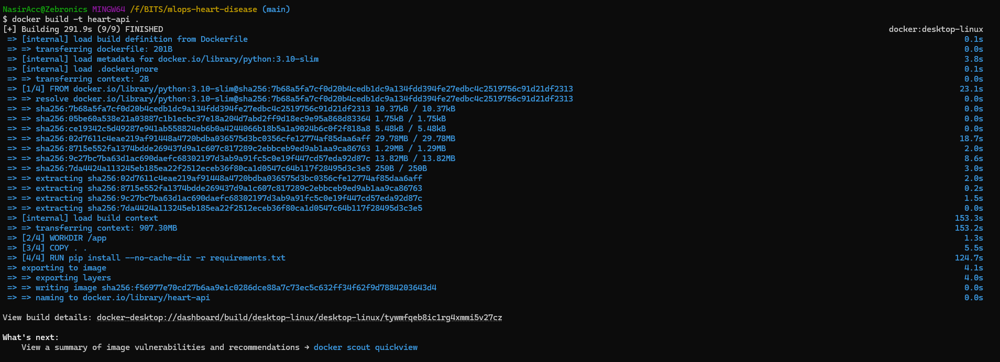 NasirAcc@Zebronics MINGW64 /f/BITS/mlops-heart-disease (main)
$ docker build -t heart-api .
[+] Building 291.9s (9/9) FINISHED docker:desktop-linux
=> [internal] load build definition from Dockerfile 0.1s
=> => transferring dockerfile: 201B 0.0s
=> [internal] load metadata for docker.io/library/python:3.10-slim 3.8s
=> [internal] load .dockerignore 0.1s
=> => transferring context: 2B 0.0s
=> [1/4] FROM docker.io/library/python:3.10-slim@sha256:7b68a5fa7cf0d20b4cedb1dc9a134fdd394fe27edbc4c2519756c91d21df2313 23.1s
=> => resolve docker.io/library/python:3.10-slim@sha256:7b68a5fa7cf0d20b4cedb1dc9a134fdd394fe27edbc4c2519756c91d21df2313 0.0s
=> => sha256:7b68a5fa7cf0d20b4cedb1dc9a134fdd394fe27edbc4c2519756c91d21df2313 10.37kB / 10.37kB 0.0s
=> => sha256:05be60a538e21a03887c1b1ecbc37e18a204d7abd2ff9d18ec9e95a868d83364 1.75kB / 1.75kB 0.0s
=> => sha256:ce19342c5d49287e941ab558824eb6b0a4244066b18b5a1a9024b6c0f2f818a8 5.48kB / 5.48kB 0.0s
=> => sha256:02d7611c4eae219af91448a4720bdba036575d3bc0356cfe12774af85daa6aff 29.78MB / 29.78MB 18.7s
=> => sha256:8715e552fa1374bdde269437d9a1c607c817289c2ebbceb9ed9ab1aa9ca86763 1.29MB / 1.29MB 2.0s
=> => sha256:9c27bc7ba63d1ac690daefc68302197d3ab9a91fc5c0e19f447cd57eda92d87c 13.82MB / 13.82MB 8.6s
=> => sha256:7da4424a113245eb185ea22f2512eceb36f80ca1d0547c64b117f28495d3c3e5 250B / 250B 3.0s
=> => extracting sha256:02d7611c4eae219af91448a4720bdba036575d3bc0356cfe12774af85daa6aff 2.0s
=> => extracting sha256:8715e552fa1374bdde269437d9a1c607c817289c2ebbceb9ed9ab1aa9ca86763 0.2s
=> => extracting sha256:9c27bc7ba63d1ac690daefc68302197d3ab9a91fc5c0e19f447cd57eda92d87c 1.5s
=> => extracting sha256:7da4424a113245eb185ea22f2512eceb36f80ca1d0547c64b117f28495d3c3e5 0.0s
=> [internal] load build context 153.3s
=> => transferring context: 907.30MB 153.2s
=> [2/4] WORKDIR /app 1.3s
=> [3/4] COPY . . 5.5s
=> [4/4] RUN pip install --no-cache-dir -r requirements.txt 124.7s
=> exporting to image 4.1s
=> => exporting layers 4.0s
=> => writing image sha256:f56977e70cd27b6aa9e1c0286dce88a7c73ec5c632ff34f62f9d7884203643d4 0.0s
=> => naming to docker.io/library/heart-api 0.0s
View build details: docker-desktop://dashboard/build/desktop-linux/desktop-linux/tywmfqeb8ic1rg4xmmi5v27cz
What's next:
View a summary of image vulnerabilities and recommendations → docker scout quickview